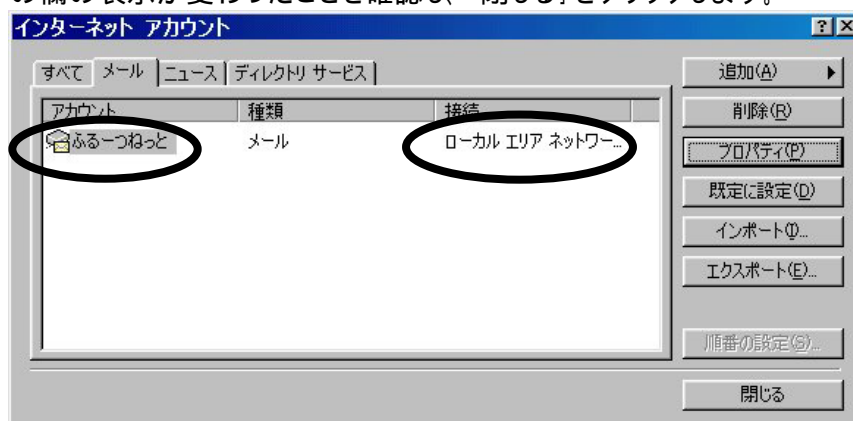 の欄の表示が変わったことを確認し、「閉じる」をクリックします。
インターネット アカウント
すべて メール ニュース ディレクトリ サービス
追加(A)
アカウント 種類 接続
削除(R)
ふるーつねっと メール ローカル エリア ネットワー...
プロパティ(P)
既定に設定(D)
インポート(I)...
エクスポート(E)...
順番の設定(S)...
閉じる